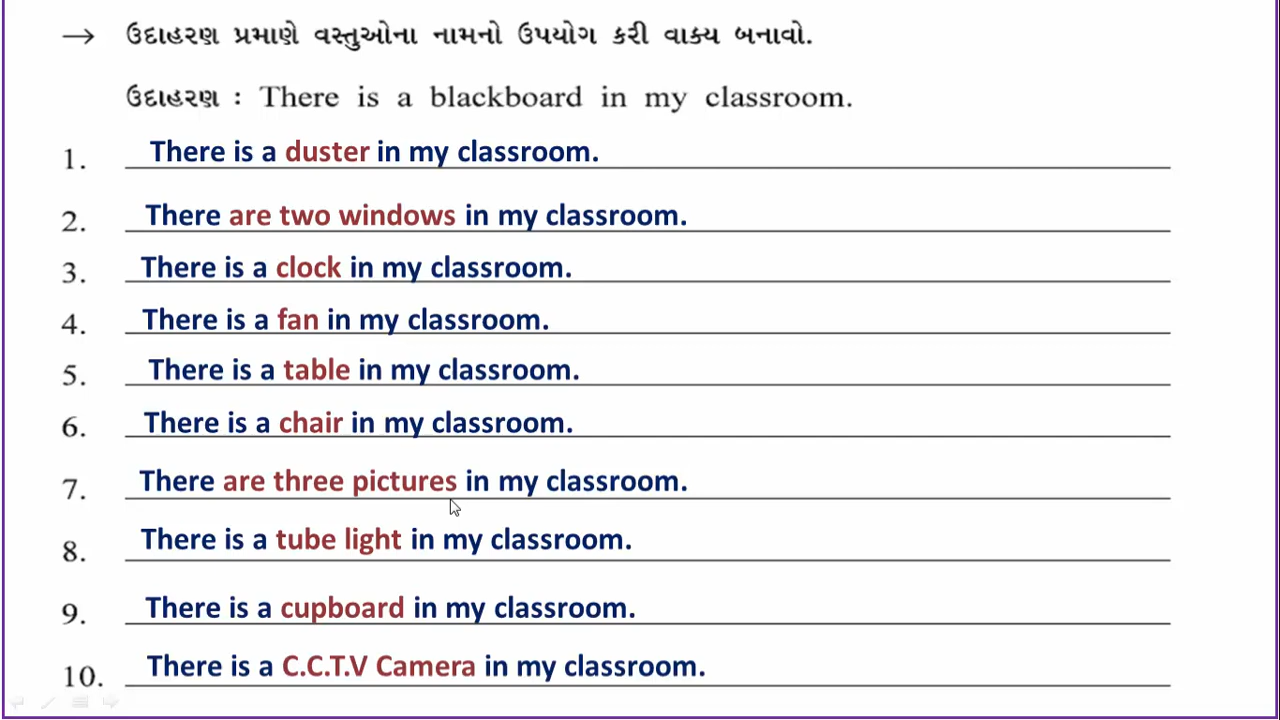 → ઉદાહરણ પ્રમાણે વસ્તુઓના નામનો ઉપયોગ કરી વાક્ય બનાવો.
ઉદાહરણ : There is a blackboard in my classroom.
1. There is a duster in my classroom.
2. There are two windows in my classroom.
3. There is a clock in my classroom.
4. There is a fan in my classroom.
5. There is a table in my classroom.
6. There is a chair in my classroom.
7. There are three pictures in my classroom.
8. There is a tube light in my classroom.
9. There is a cupboard in my classroom.
10. There is a C.C.T.V Camera in my classroom.